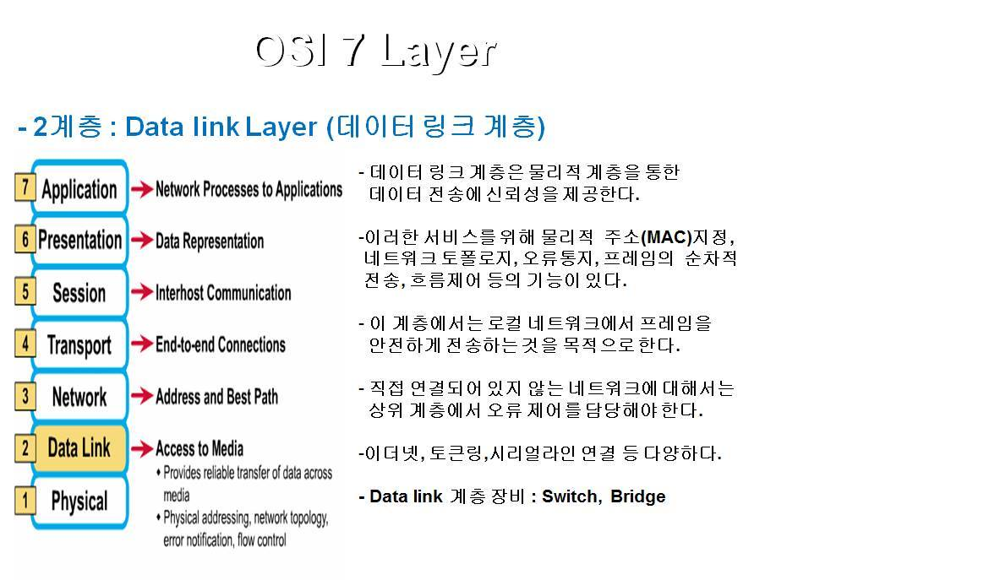 OSI 7 Layer
- 2계층 : Data link Layer (데이터 링크 계층)
7 Application Network Processes to Applications
6 Presentation Data Representation
5 Session Interhost Communication
4 Transport End-to-end Connections
3 Network Address and Best Path
2 Data Link Access to Media
• Provides reliable transfer of data across
media
1 Physical
• Physical addressing, network topology,
error notification, flow control
- 데이터 링크 계층은 물리적 계층을 통한
데이터 전송에 신뢰성을 제공한다.
-이러한 서비스를 위해 물리적 주소(MAC)지정,
네트워크 토폴로지, 오류통지, 프레임의 순차적
전송, 흐름제어 등의 기능이 있다.
- 이 계층에서는 로컬 네트워크에서 프레임을
안전하게 전송하는 것을 목적으로 한다.
- 직접 연결되어 있지 않는 네트워크에 대해서는
상위 계층에서 오류 제어를 담당해야 한다.
-이더넷, 토큰링,시리얼라인 연결 등 다양하다.
- Data link 계층 장비 : Switch, Bridge